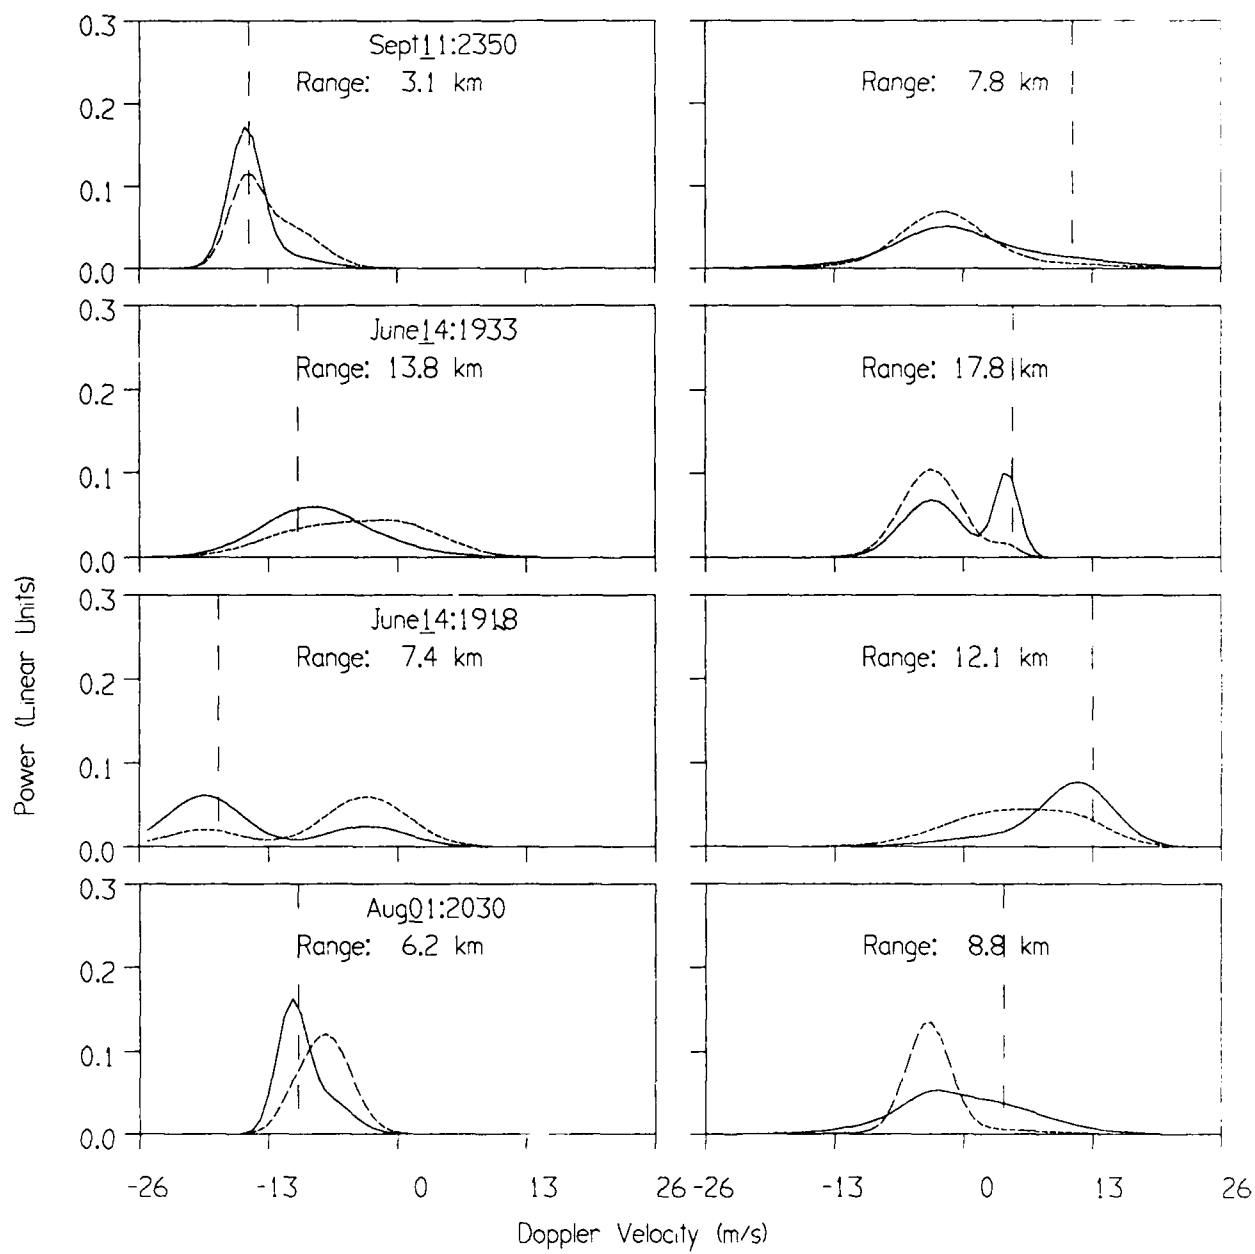 0.3
Sept11:2350
Range: 3.1 km
Range: 7.8 km
0.2
0.1
0.0
0.3
June14:1933
Range: 13.8 km
Range: 17.8 km
0.2
0.1
0.0
0.3
June14:1918
Range: 7.4 km
Range: 12.1 km
0.2
0.1
0.0
0.3
Aug01:2030
Range: 6.2 km
Range: 8.8 km
0.2
0.1
0.0
Power (Linear Units)
-26 -13 0 13 26 -26 -13 0 13 26
Doppler Velocity (m/s)